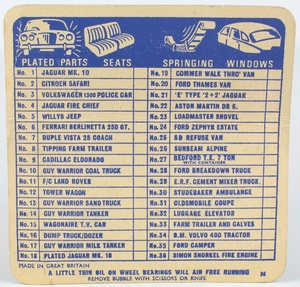 PLATED PARTS SEATS SPRINGING WINDOWS
No. 1 JAGUAR MK. 10
No. 2 CITROEN SAFARI
No. 3 VOLKSWAGEN 1300 POLICE CAR
No. 4 JAGUAR FIRE CHIEF
No. 5 WILLYS JEEP
No. 6 FERRARI BERLINETTA 250 GT.
No. 7 DUPLE VISTA 25 COACH
No. 8 TIPPING FARM TRAILER
No. 9 CADILLAC ELDORADO
No. 10 GUY WARRIOR COAL TRUCK
No. 11 F/C LAND ROVER
No. 12 TOWER WAGON
No. 13 GUY WARRIOR SAND TRUCK
No. 14 GUY WARRIOR TANKER
No. 15 WAGONAIRE T.V. CAR
No. 16 DUMP TRUCK/DOZER
No. 17 GUY WARRIOR MILK TANKER
No. 18 PLATED JAGUAR MK. 10
No. 19 COMMER WALK THRO' VAN
No. 20 FORD THAMES VAN
No. 21 'E' TYPE '2+2' JAGUAR
No. 22 ASTON MARTIN DB 6.
No. 23 LOADMASTER SHOVEL
No. 24 FORD ZEPHYR ESTATE
No. 25 SD REFUSE VAN
No. 26 SUNBEAM ALPINE
No. 27 BEDFORD T.K. 7 TON
WITH CONTAINER
No. 28 FORD BREAKDOWN TRUCK
No. 29 E.R.F. CEMENT MIXER TRUCK.
No. 30 STUDEBAKER AMBULANCE
No. 31 OLDSMOBILE COUPE
No. 32 LUGGAGE ELEVATOR
No. 33 FARM TRAILER AND CALVES
No. 34 B.M. VOLVO 400 TRACTOR
No. 35 FORD CAMPER
No. 36 SIMON SNORKEL FIRE ENGINE
MADE IN GREAT BRITAIN
A LITTLE THIN OIL ON WHEEL BEARINGS WILL AID FREE RUNNING
REMOVE BUBBLE WITH SCISSORS OR KNIFE